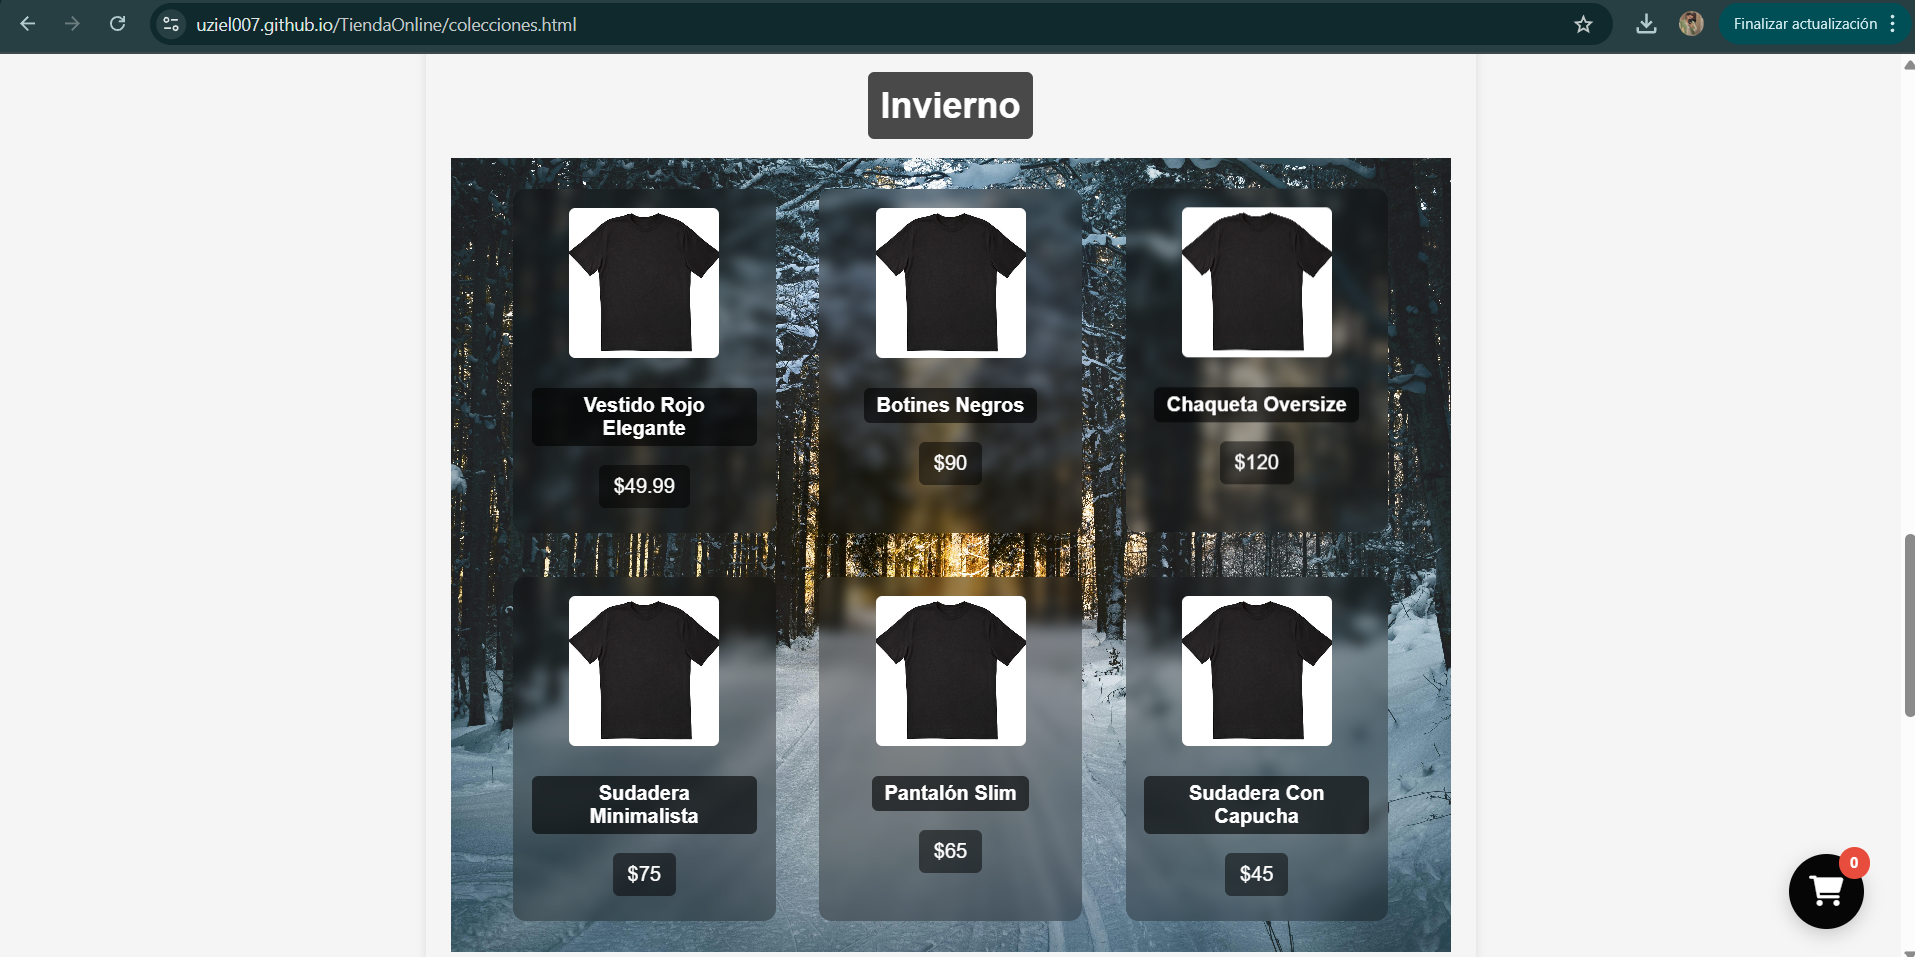 uziel007.github.io/TiendaOnline/colecciones.html
Finalizar actualización
Invierno
Vestido Rojo
Elegante
$49.99
Botines Negros
$90
Chaqueta Oversize
$120
Sudadera
Minimalista
$75
Pantalón Slim
$65
Sudadera Con
Capucha
$45
0